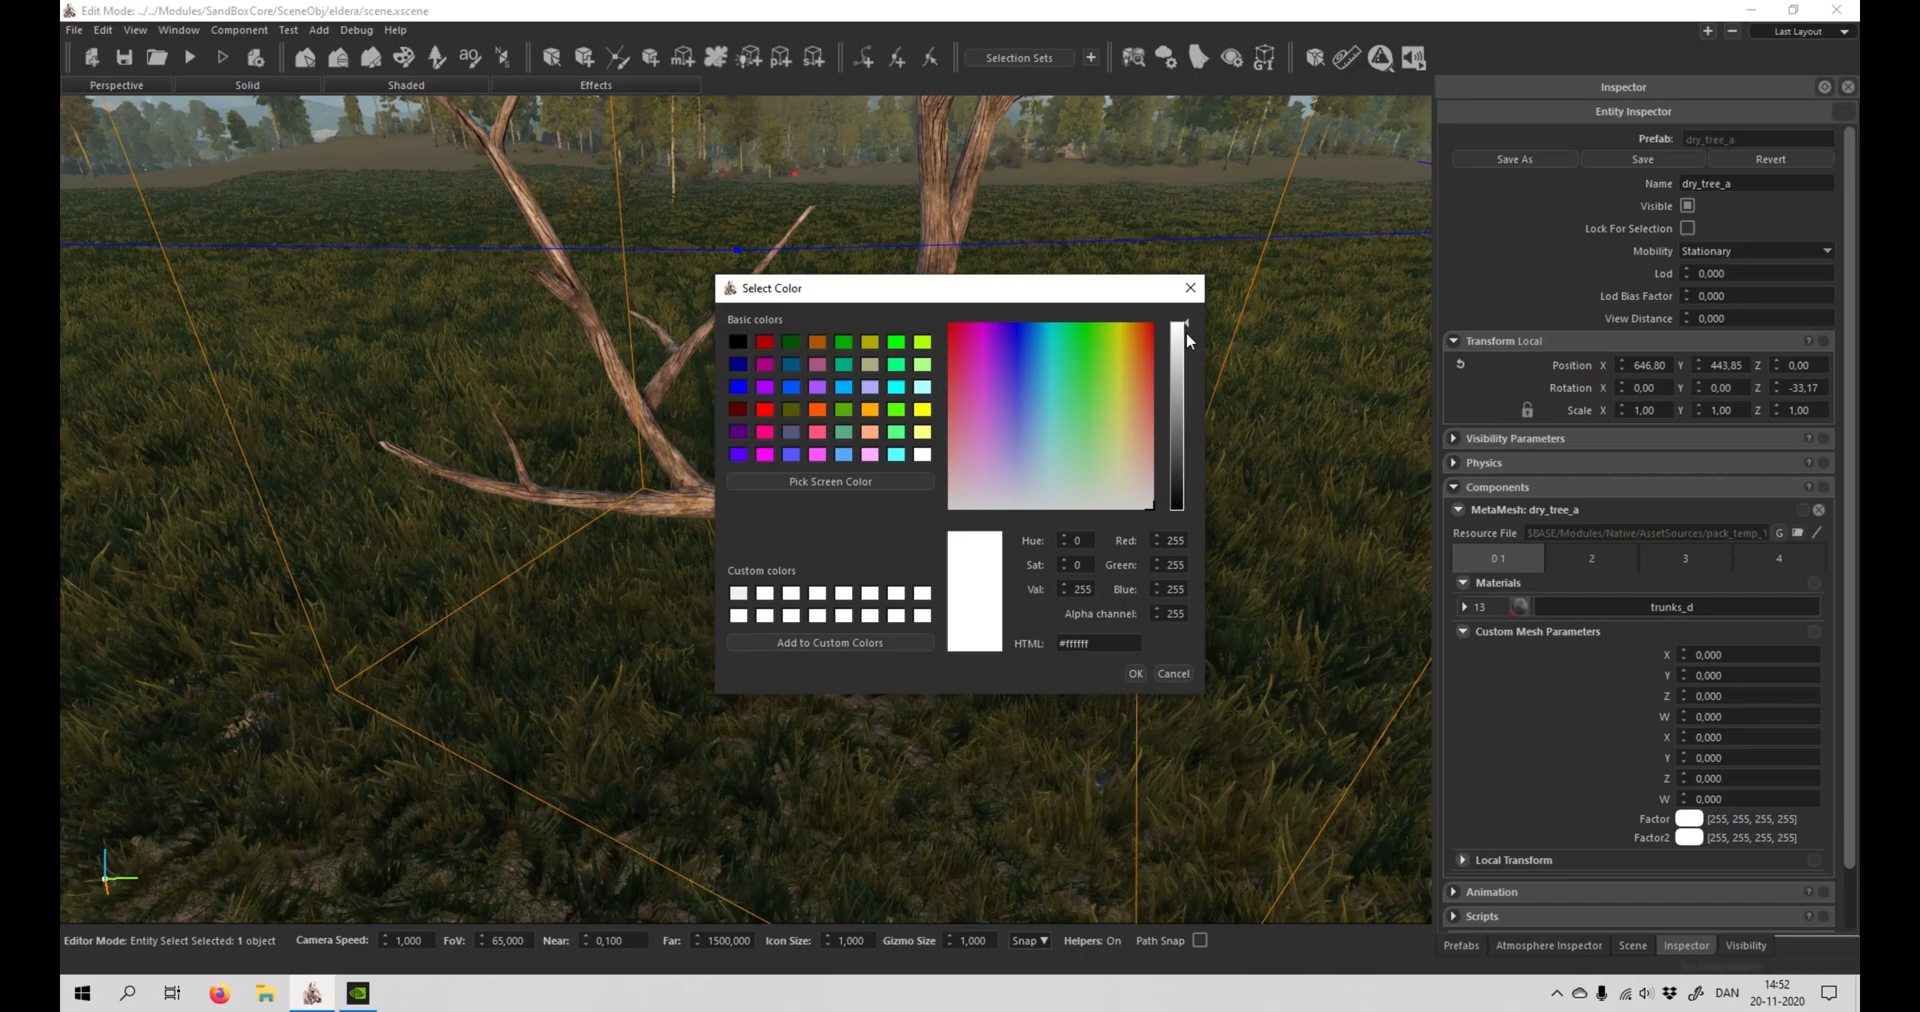 Edit Mode: ../../Modules/SandBoxCore/SceneObj/eldera/scene.xscene
File Edit View Window Component Test Add Debug Help
Last Layout
ao
Selection Sets
GI
Perspective Solid Shaded Effects
Inspector
Entity Inspector
Prefab: dry_tree_a
Save As Save Revert
Name dry_tree_a
Visible
Lock For Selection
Mobility Stationary
Lod 0,000
Lod Bias Factor 0,000
View Distance 0,000
Transform Local ?
Position X 646,80 Y 443,85 Z 0,00
Rotation X 0,00 Y 0,00 Z -33,17
Scale X 1,00 Y 1,00 Z 1,00
Visibility Parameters ?
Physics ?
Components ?
MetaMesh: dry_tree_a
Resource File $BASE/Modules/Native/AssetSources/pack_temp_1 G
0 1 2 3 4
Materials
13 trunks_d
Custom Mesh Parameters
X 0,000
Y 0,000
Z 0,000
W 0,000
X 0,000
Y 0,000
Z 0,000
W 0,000
Factor [255, 255, 255, 255]
Factor2 [255, 255, 255, 255]
Local Transform
Animation ?
Scripts ?
Prefabs Atmosphere Inspector Scene Inspector Visibility
Select Color
Basic colors
Pick Screen Color
Custom colors
Add to Custom Colors
Hue: 0 Red: 255
Sat: 0 Green: 255
Val: 255 Blue: 255
Alpha channel: 255
HTML: #ffffff
OK Cancel
Editor Mode: Entity Select Selected: 1 object Camera Speed: 1,000 FoV: 65,000 Near: 0,100 Far: 1500,000 Icon Size: 1,000 Gizmo Size 1,000 Snap Helpers: On Path Snap
DAN
14:52
20-11-2020